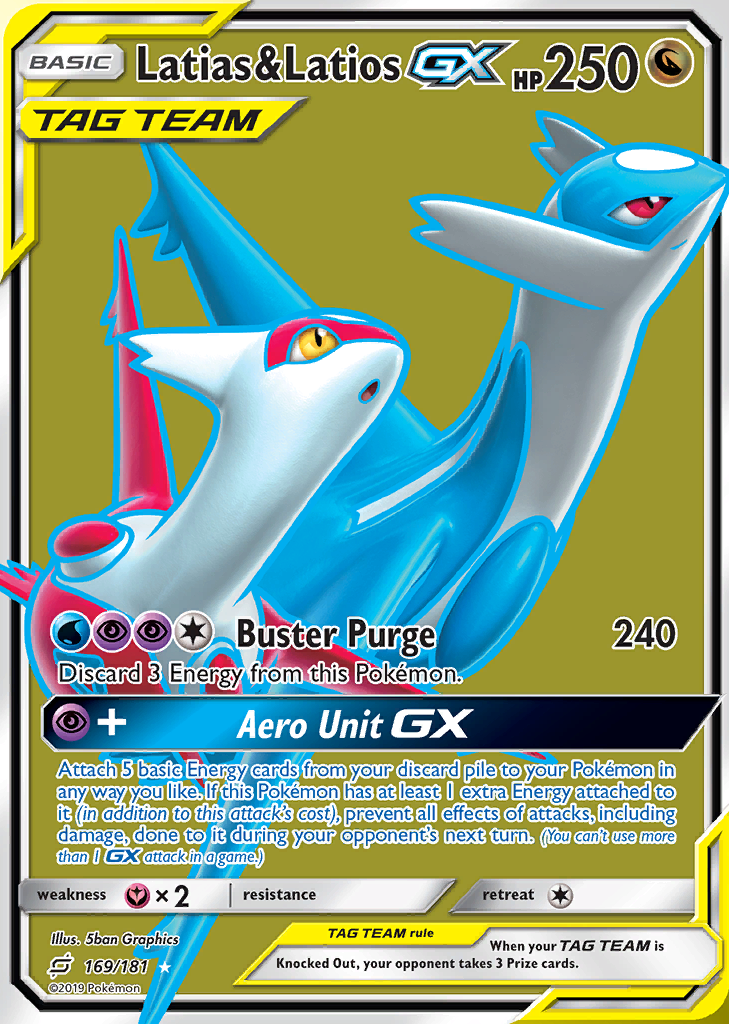 BASIC Latias&Latios GX HP250
TAG TEAM
Buster Purge 240
Discard 3 Energy from this Pokémon.
+ Aero Unit GX
Attach 5 basic Energy cards from your discard pile to your Pokémon in
any way you like. If this Pokémon has at least 1 extra Energy attached to
it (in addition to this attack's cost), prevent all effects of attacks, including
damage, done to it during your opponent's next turn. (You can't use more
than 1 GX attack in a game.)
weakness ×2 resistance retreat
Illus. 5ban Graphics
169/181
©2019 Pokémon
TAG TEAM rule
When your TAG TEAM is
Knocked Out, your opponent takes 3 Prize cards.